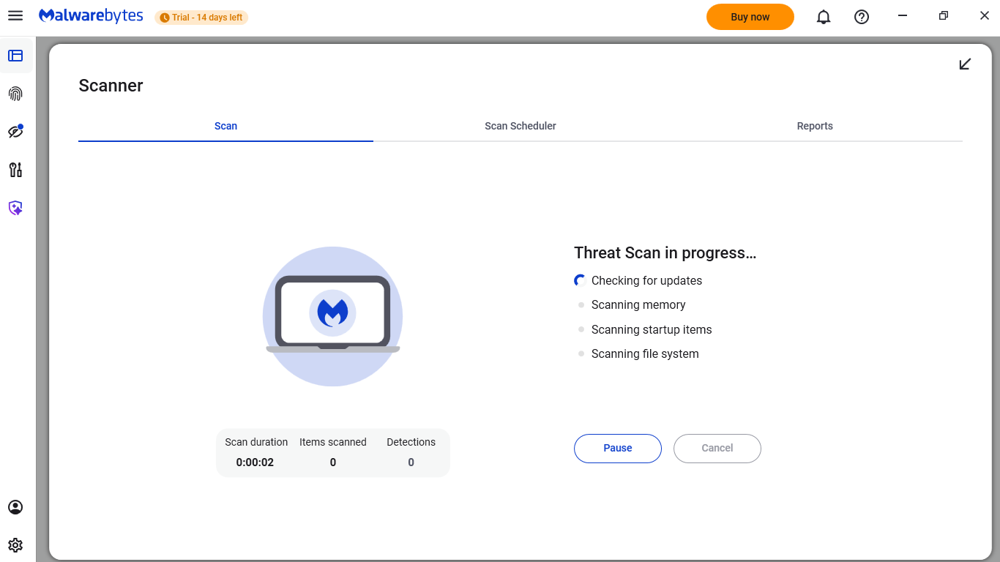 Malwarebytes
Trial - 14 days left
Buy now
Scanner
Scan
Scan Scheduler
Reports
Threat Scan in progress...
Checking for updates
Scanning memory
Scanning startup items
Scanning file system
Scan duration Items scanned Detections
0:00:02 0 0
Pause
Cancel